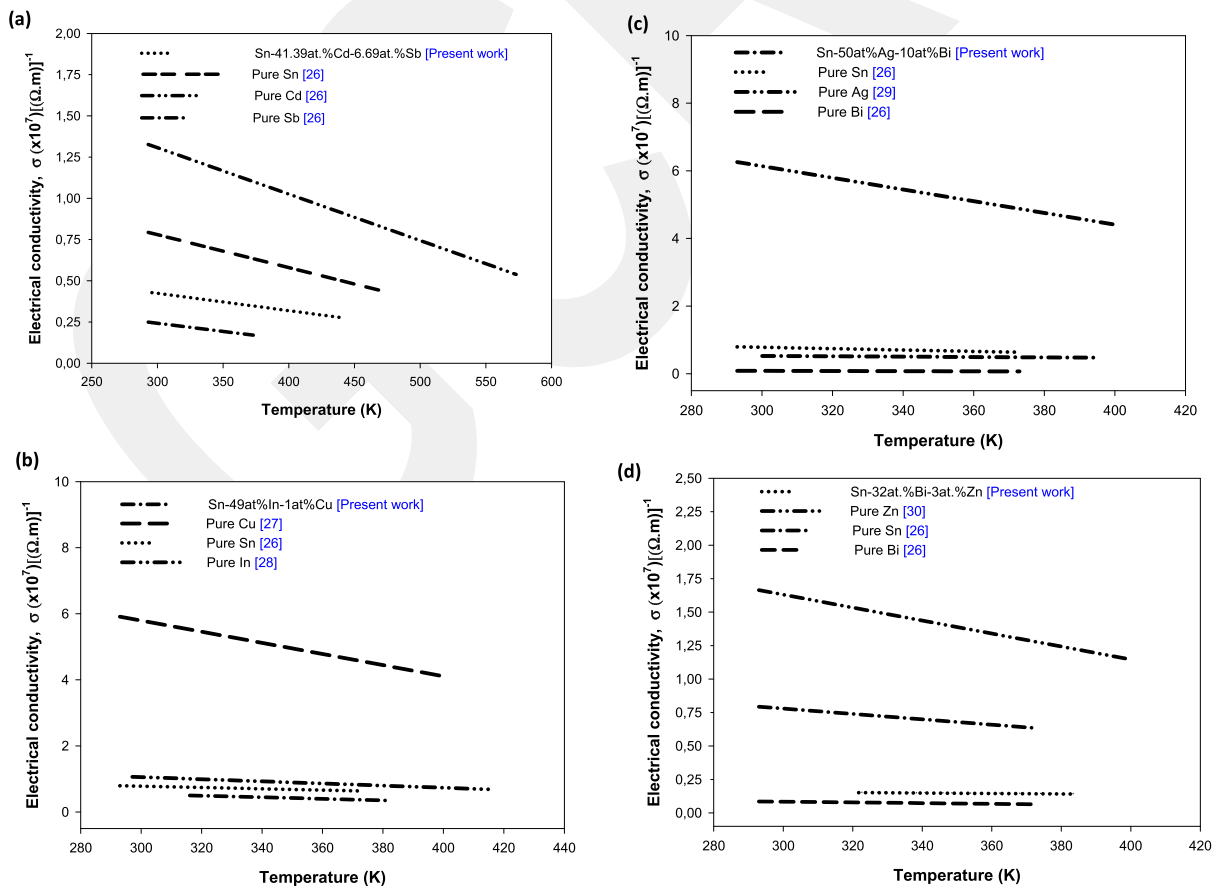 (a)
2,00
1,75
1,50
1,25
1,00
0,75
0,50
0,25
0,00
Electrical conductivity, σ (x10⁷)[(Ω.m)]⁻¹
Sn-41.39at.%Cd-6.69at.%Sb [Present work]
Pure Sn [26]
Pure Cd [26]
Pure Sb [26]
250 300 350 400 450 500 550 600
Temperature (K)
(b)
10
8
6
4
2
0
Electrical conductivity, σ (x10⁷)[(Ω.m)]⁻¹
Sn-49at%In-1at%Cu [Present work]
Pure Cu [27]
Pure Sn [26]
Pure In [28]
280 300 320 340 360 380 400 420 440
Temperature (K)
(c)
10
8
6
4
2
0
Electrical conductivity, σ (x10⁷)[(Ω.m)]⁻¹
Sn-50at%Ag-10at%Bi [Present work]
Pure Sn [26]
Pure Ag [29]
Pure Bi [26]
280 300 320 340 360 380 400 420
Temperature (K)
(d)
2,50
2,25
2,00
1,75
1,50
1,25
1,00
0,75
0,50
0,25
0,00
Electrical conductivity, σ (x10⁷)[(Ω.m)]⁻¹
Sn-32at.%Bi-3at.%Zn [Present work]
Pure Zn [30]
Pure Sn [26]
Pure Bi [26]
280 300 320 340 360 380 400 420
Temperature (K)